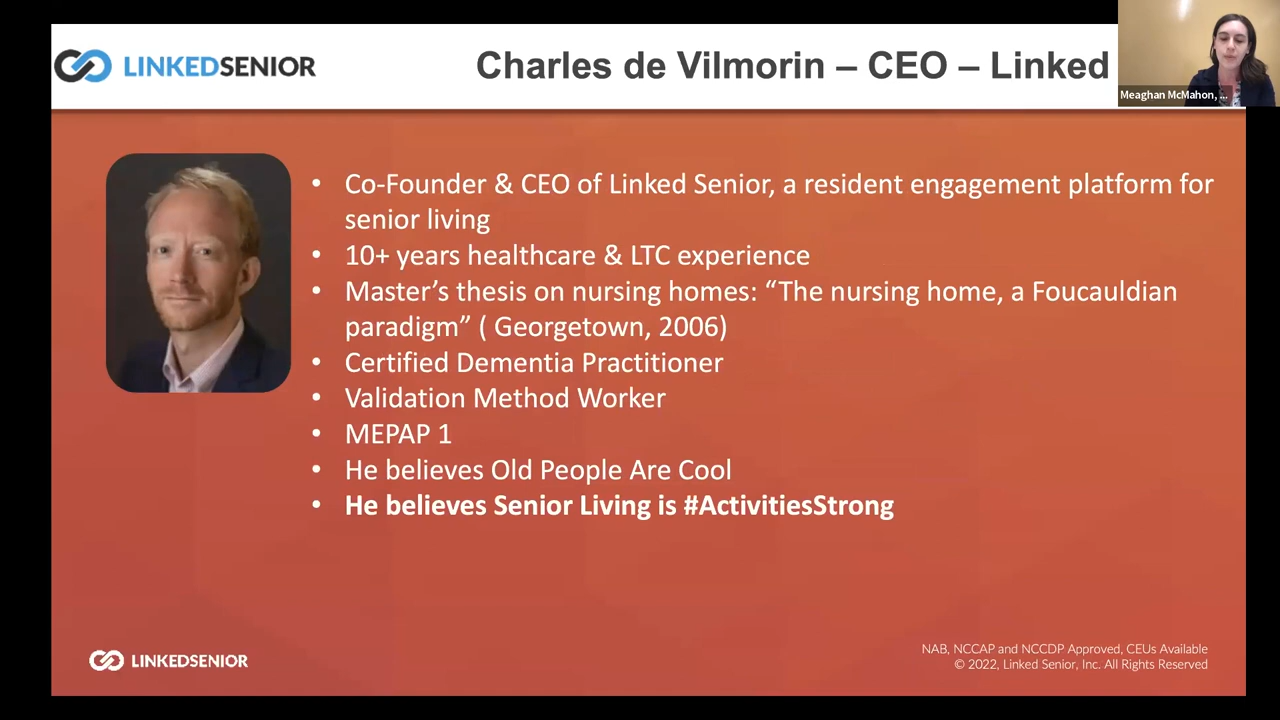 LINKEDSENIOR
Charles de Vilmorin – CEO – Linked
Meaghan McMahon, ...
• Co-Founder & CEO of Linked Senior, a resident engagement platform for
senior living
• 10+ years healthcare & LTC experience
• Master’s thesis on nursing homes: “The nursing home, a Foucauldian
paradigm” ( Georgetown, 2006)
• Certified Dementia Practitioner
• Validation Method Worker
• MEPAP 1
• He believes Old People Are Cool
• He believes Senior Living is #ActivitiesStrong
LINKEDSENIOR
NAB, NCCAP and NCCDP Approved, CEUs Available
© 2022, Linked Senior, Inc. All Rights Reserved